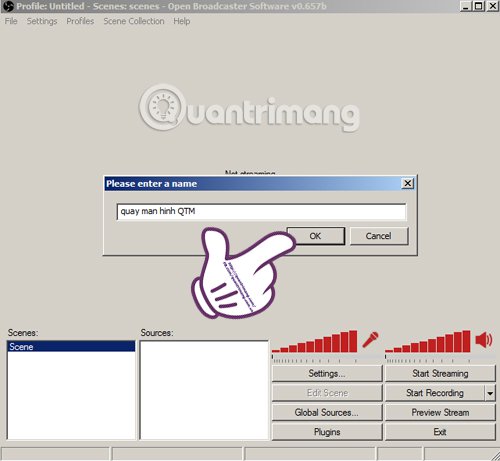 Profile: Untitled - Scenes: scenes - Open Broadcaster Software v0.657b
File Settings Profiles Scene Collection Help
Quantrimang
Not streaming
Please enter a name
quay man hinh QTM
OK Cancel
Scenes: Sources:
Scene
Settings... Start Streaming
Edit Scene Start Recording
Global Sources... Preview Stream
Plugins Exit